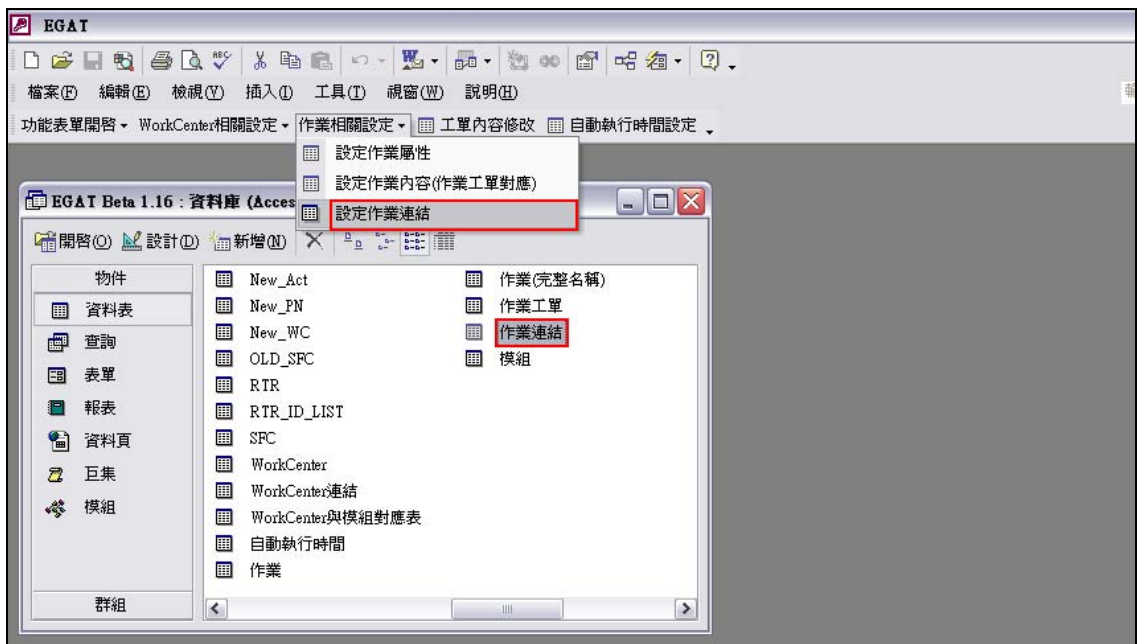 EGAT
檔案(F) 編輯(E) 檢視(V) 插入(I) 工具(T) 視窗(W) 說明(H)
功能表單開啓 WorkCenter相關設定 作業相關設定 工單內容修改 自動執行時間設定
設定作業屬性
設定作業內容(作業工單對應)
設定作業連結
EGAT Beta 1.16 : 資料庫 (Acces
開啓(O) 設計(D) 新增(N)
物件
資料表
查詢
表單
報表
資料頁
巨集
模組
群組
New_Act
New_PN
New_WC
OLD_SFC
RTR
RTR_ID_LIST
SFC
WorkCenter
WorkCenter連結
WorkCenter與模組對應表
自動執行時間
作業
作業(完整名稱)
作業工單
作業連結
模組